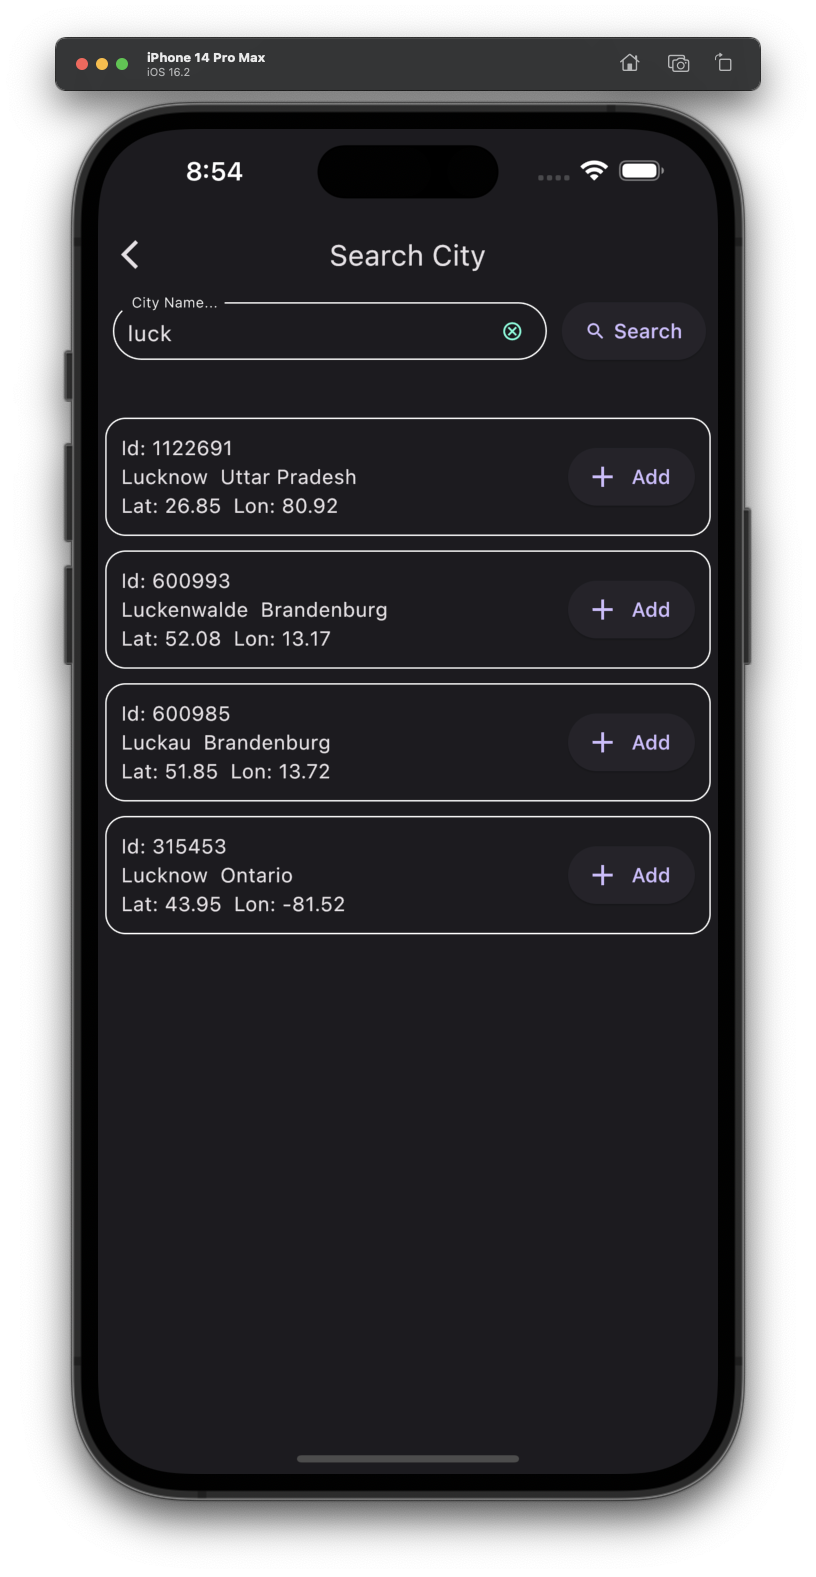 iPhone 14 Pro Max
iOS 16.2
8:54
Search City
City Name...
luck
Search
Id: 1122691
Lucknow  Uttar Pradesh
Lat: 26.85  Lon: 80.92
Add
Id: 600993
Luckenwalde  Brandenburg
Lat: 52.08  Lon: 13.17
Add
Id: 600985
Luckau  Brandenburg
Lat: 51.85  Lon: 13.72
Add
Id: 315453
Lucknow  Ontario
Lat: 43.95  Lon: -81.52
Add